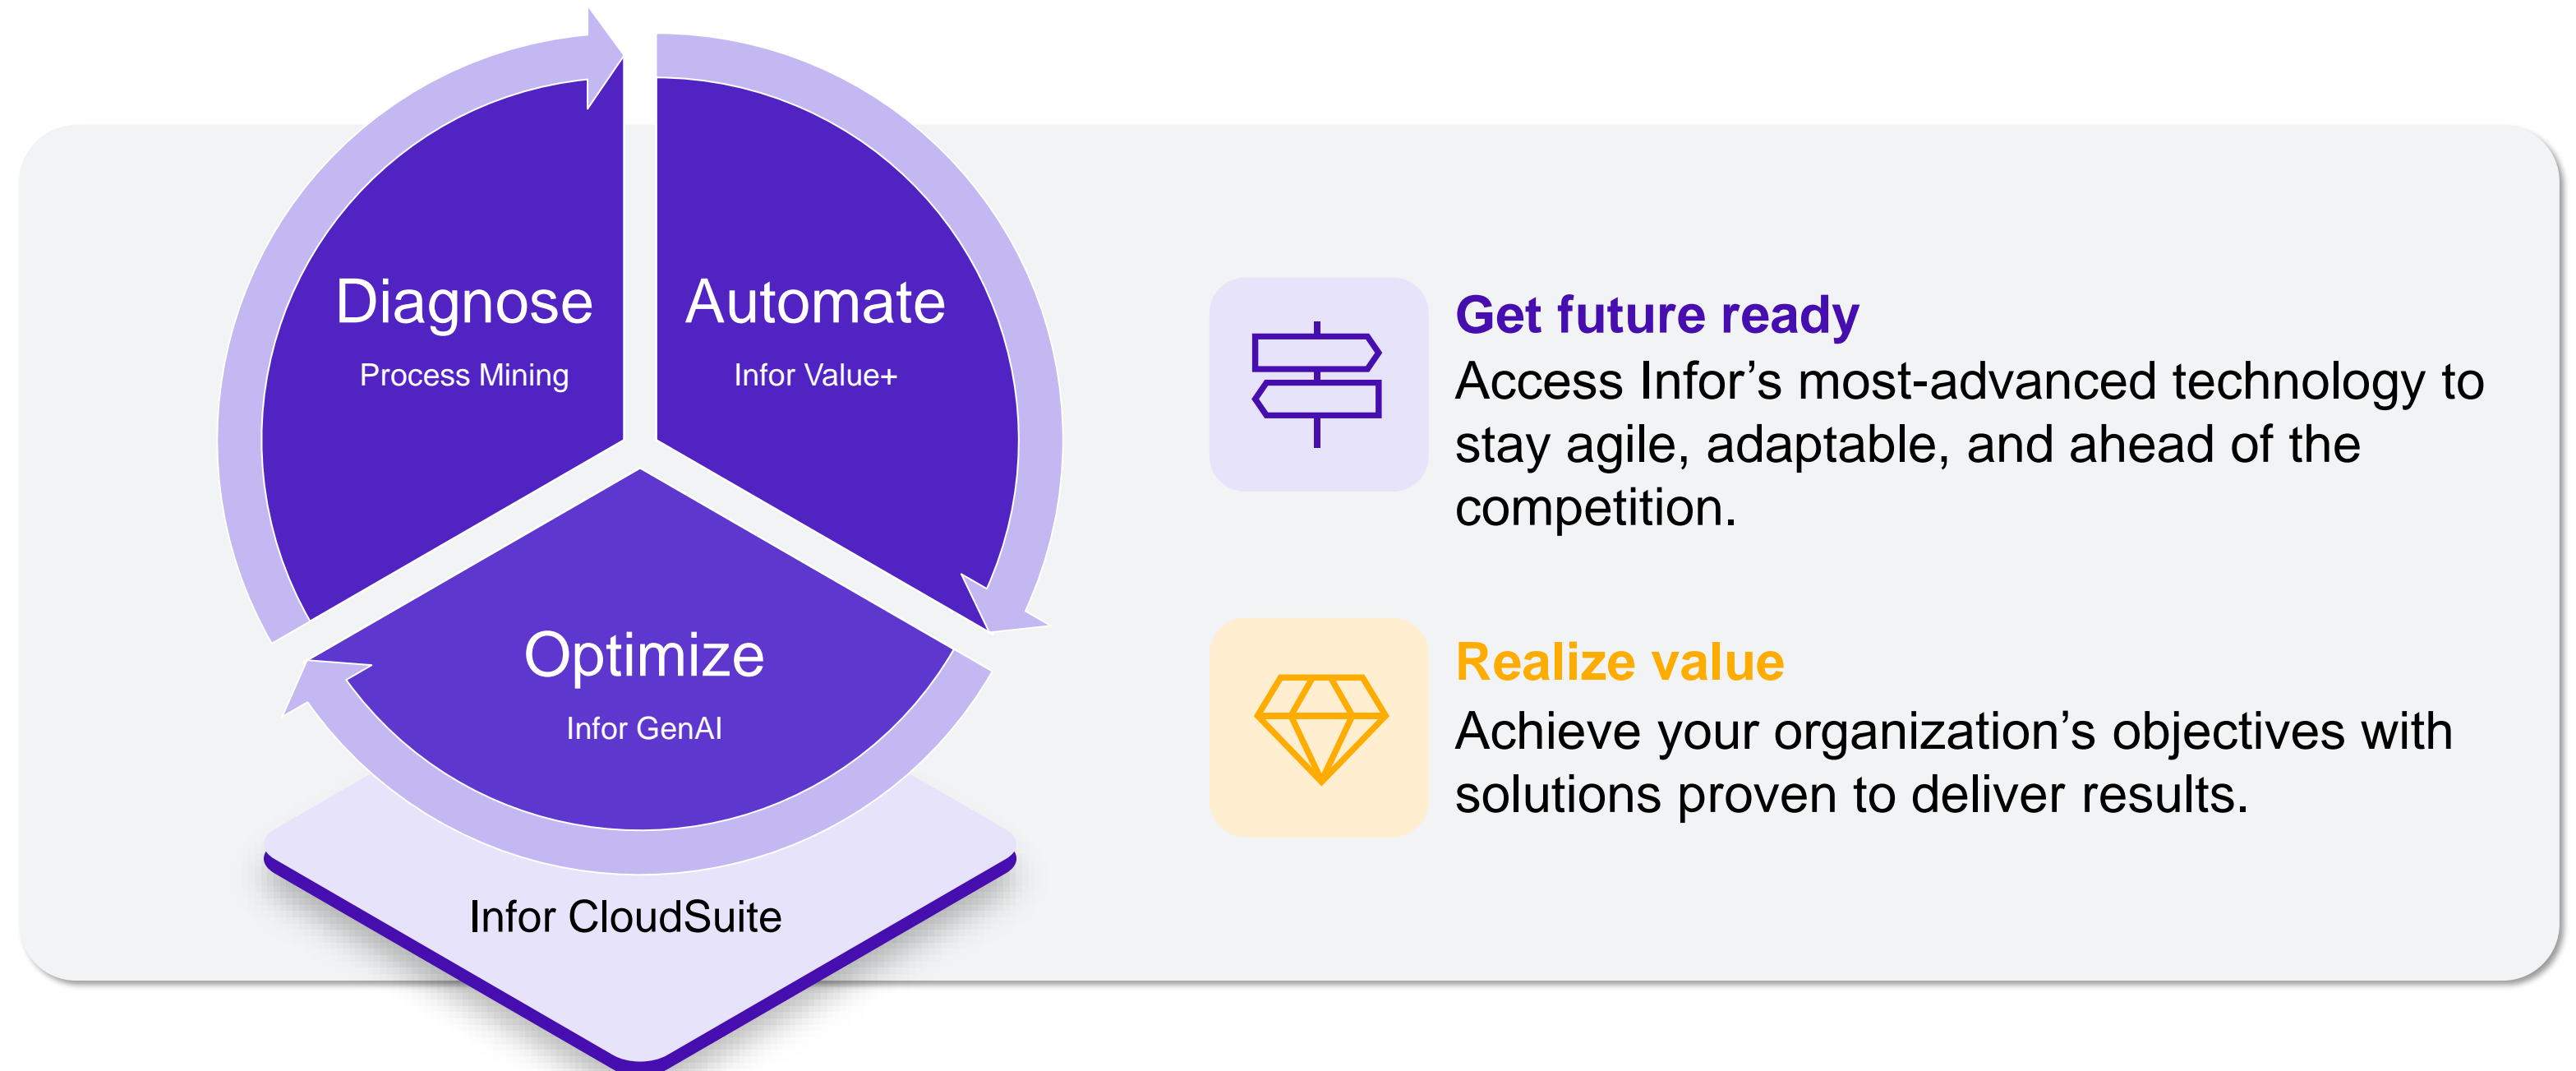 Diagnose
Process Mining
Automate
Infor Value+
Optimize
Infor GenAI
Infor CloudSuite
Get future ready
Access Infor’s most-advanced technology to
stay agile, adaptable, and ahead of the
competition.
Realize value
Achieve your organization’s objectives with
solutions proven to deliver results.